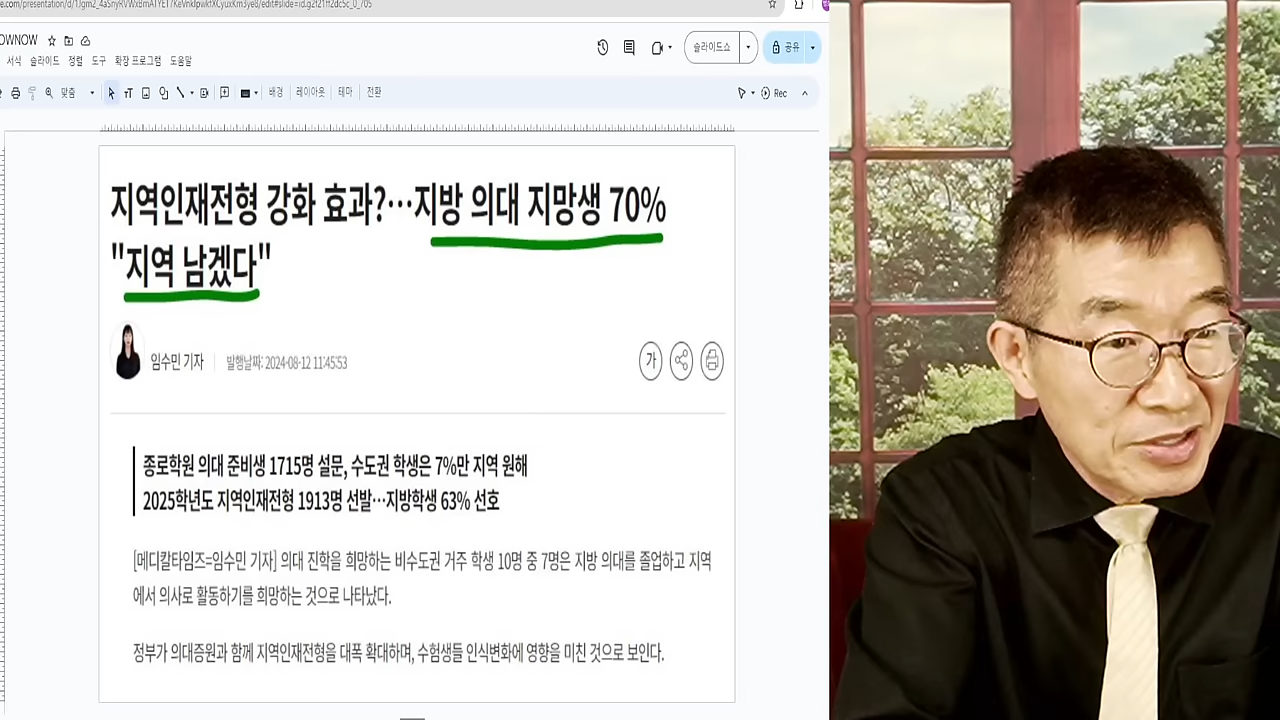 OWNOW
서식 슬라이드 정렬 도구 확장 프로그램 도움말
슬라이드쇼
공유
맞춤
배경 레이아웃 테마 전환
Rec
지역인재전형 강화 효과?…지방 의대 지망생 70%
"지역 남겠다"
임수민 기자 발행날짜: 2024-08-12 11:45:53
가
종로학원 의대 준비생 1715명 설문, 수도권 학생은 7%만 지역 원해
2025학년도 지역인재전형 1913명 선발…지방학생 63% 선호
[메디칼타임즈=임수민 기자] 의대 진학을 희망하는 비수도권 거주 학생 10명 중 7명은 지방 의대를 졸업하고 지역
에서 의사로 활동하기를 희망하는 것으로 나타났다.
정부가 의대증원과 함께 지역인재전형을 대폭 확대하며, 수험생들 인식변화에 영향을 미친 것으로 보인다.